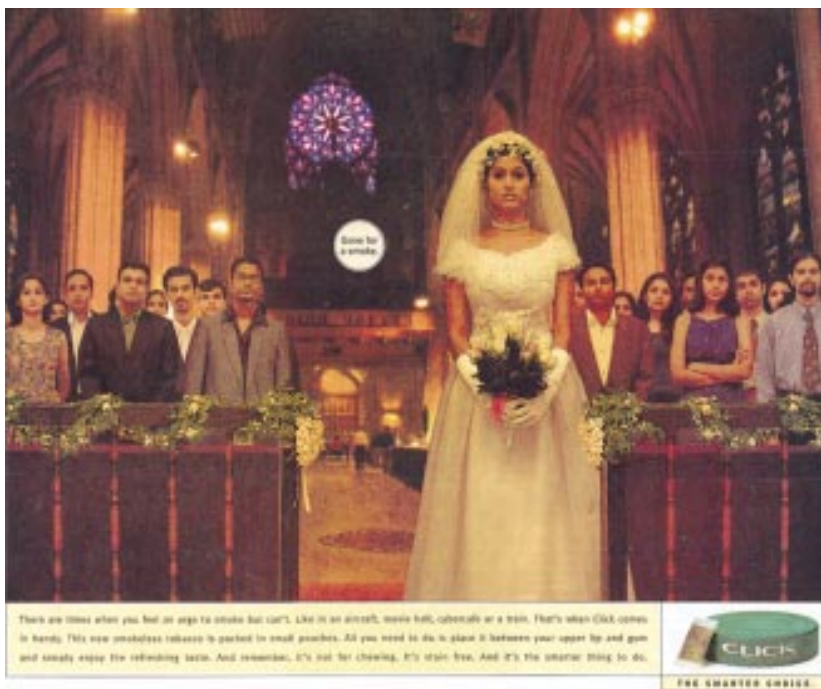 Gone for
a smoke.
There are times when you feel an urge to smoke but can't. Like in an aircraft, movie hall, cybercafe or a train. That's when Click comes
in handy. This new smokeless tobacco is packed in small pouches. All you need to do is place it between your upper lip and gum
and simply enjoy the refreshing taste. And remember, it's not for chewing. It's stain free. And it's the smarter thing to do.
CLICK
THE SMARTER CHOICE.